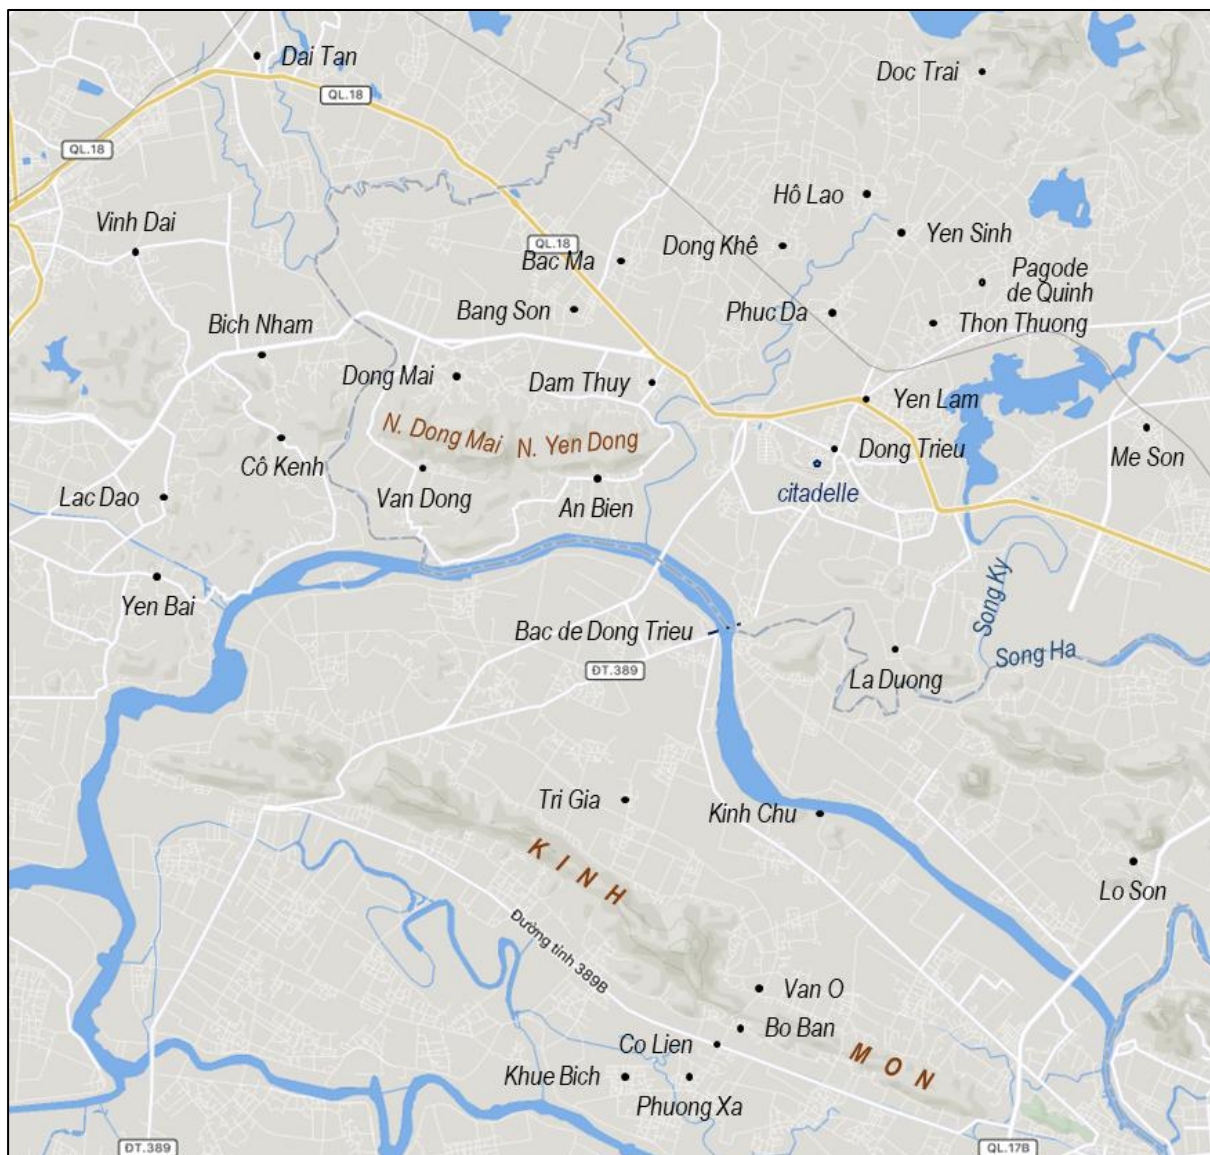 Dai Tan
Doc Trai
QL.18
QL.18
Hô Lao
Vinh Dai
Yen Sinh
QL.18
Dong Khê
Bac Ma
Pagode
de Quinh
Bang Son
Phuc Da
Bich Nham
Thon Thuong
Dong Mai
Dam Thuy
Yen Lam
N. Dong Mai
N. Yen Dong
Dong Trieu
Me Son
Cô Kenh
citadelle
Lac Dao
Van Dong
An Bien
Yen Bai
Song Ky
Bac de Dong Trieu
Song Ha
ĐT.389
La Duong
Tri Gia
Kinh Chu
KINH
Lo Son
Đường tỉnh 389B
Van O
Bo Ban
Co Lien
MON
Khue Bich
Phuong Xa
ĐT.389
QL.17B